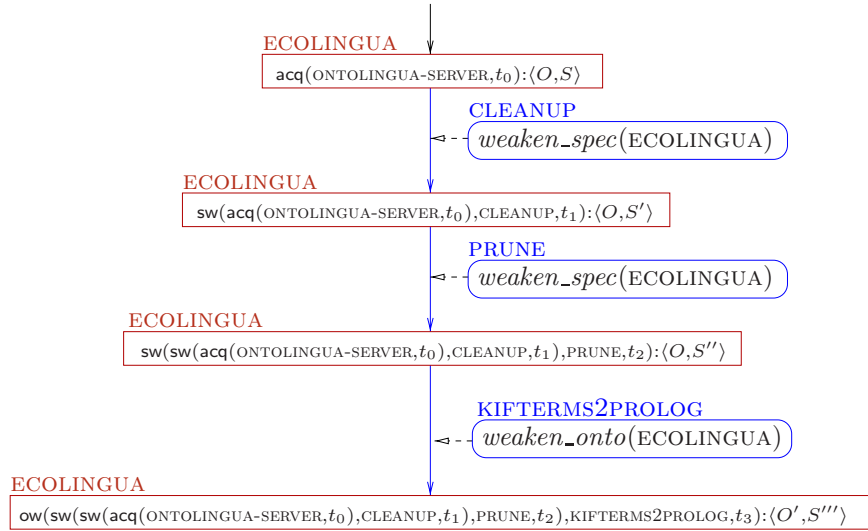 ECOLINGUA
acq(ONTOLINGUA-SERVER,t₀):⟨O,S⟩
CLEANUP
weaken_spec(ECOLINGUA)
ECOLINGUA
sw(acq(ONTOLINGUA-SERVER,t₀),CLEANUP,t₁):⟨O,S′⟩
PRUNE
weaken_spec(ECOLINGUA)
ECOLINGUA
sw(sw(acq(ONTOLINGUA-SERVER,t₀),CLEANUP,t₁),PRUNE,t₂):⟨O,S′′⟩
KIFTERMS2PROLOG
weaken_onto(ECOLINGUA)
ECOLINGUA
ow(sw(sw(acq(ONTOLINGUA-SERVER,t₀),CLEANUP,t₁),PRUNE,t₂),KIFTERMS2PROLOG,t₃):⟨O′,S′′′⟩